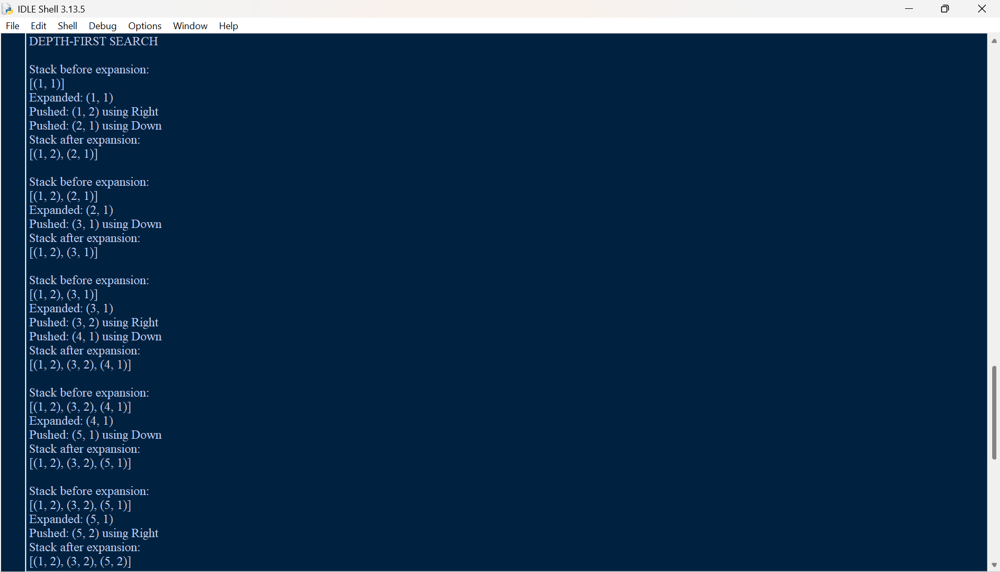 IDLE Shell 3.13.5
File Edit Shell Debug Options Window Help
DEPTH-FIRST SEARCH
Stack before expansion:
[(1, 1)]
Expanded: (1, 1)
Pushed: (1, 2) using Right
Pushed: (2, 1) using Down
Stack after expansion:
[(1, 2), (2, 1)]
Stack before expansion:
[(1, 2), (2, 1)]
Expanded: (2, 1)
Pushed: (3, 1) using Down
Stack after expansion:
[(1, 2), (3, 1)]
Stack before expansion:
[(1, 2), (3, 1)]
Expanded: (3, 1)
Pushed: (3, 2) using Right
Pushed: (4, 1) using Down
Stack after expansion:
[(1, 2), (3, 2), (4, 1)]
Stack before expansion:
[(1, 2), (3, 2), (4, 1)]
Expanded: (4, 1)
Pushed: (5, 1) using Down
Stack after expansion:
[(1, 2), (3, 2), (5, 1)]
Stack before expansion:
[(1, 2), (3, 2), (5, 1)]
Expanded: (5, 1)
Pushed: (5, 2) using Right
Stack after expansion:
[(1, 2), (3, 2), (5, 2)]